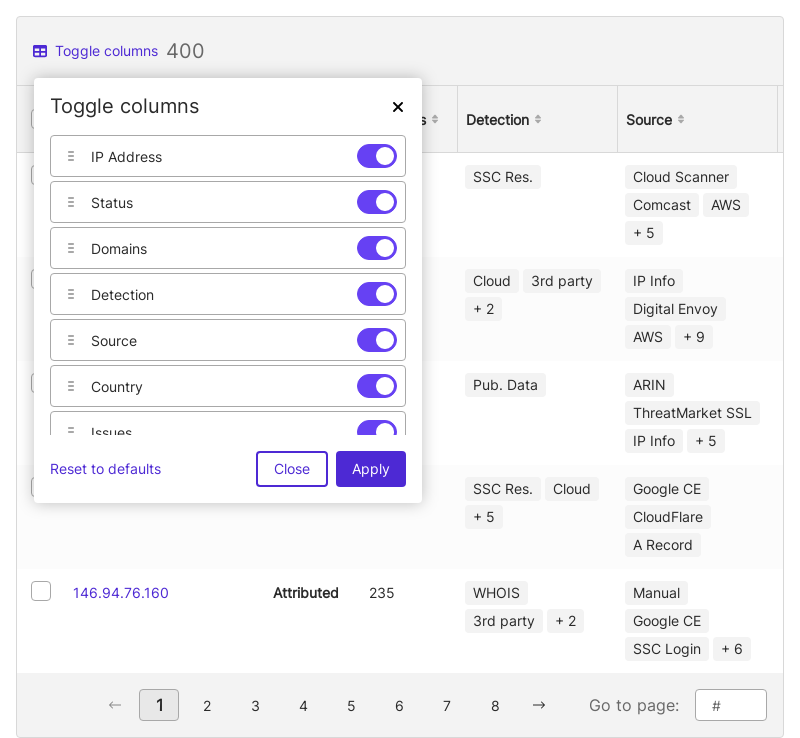 Toggle columns 400
Toggle columns
s Detection Source
IP Address
Status
Domains
Detection
Source
Country
Issues
Reset to defaults Close Apply
SSC Res. Cloud Scanner
Comcast AWS
+ 5
Cloud 3rd party IP Info
+ 2 Digital Envoy
AWS + 9
Pub. Data ARIN
ThreatMarket SSL
IP Info + 5
SSC Res. Cloud Google CE
+ 5 CloudFlare
A Record
146.94.76.160 Attributed 235 WHOIS Manual
3rd party + 2 Google CE
SSC Login + 6
← 1 2 3 4 5 6 7 8 → Go to page: #